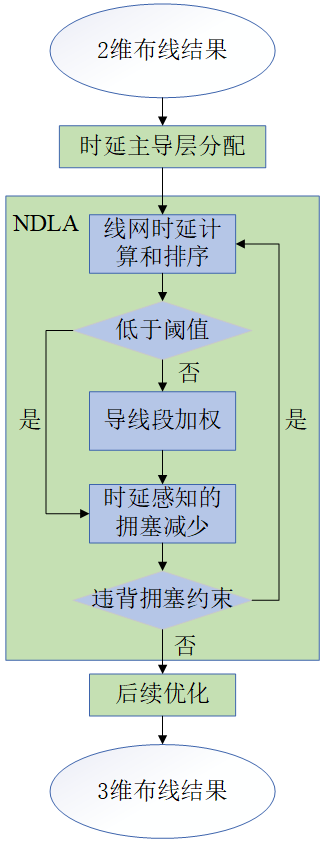 2维布线结果
时延主导层分配
NDLA
线网时延计
算和排序
低于阈值
否
是
是
导线段加权
时延感知的
拥塞减少
违背拥塞约束
否
后续优化
3维布线结果